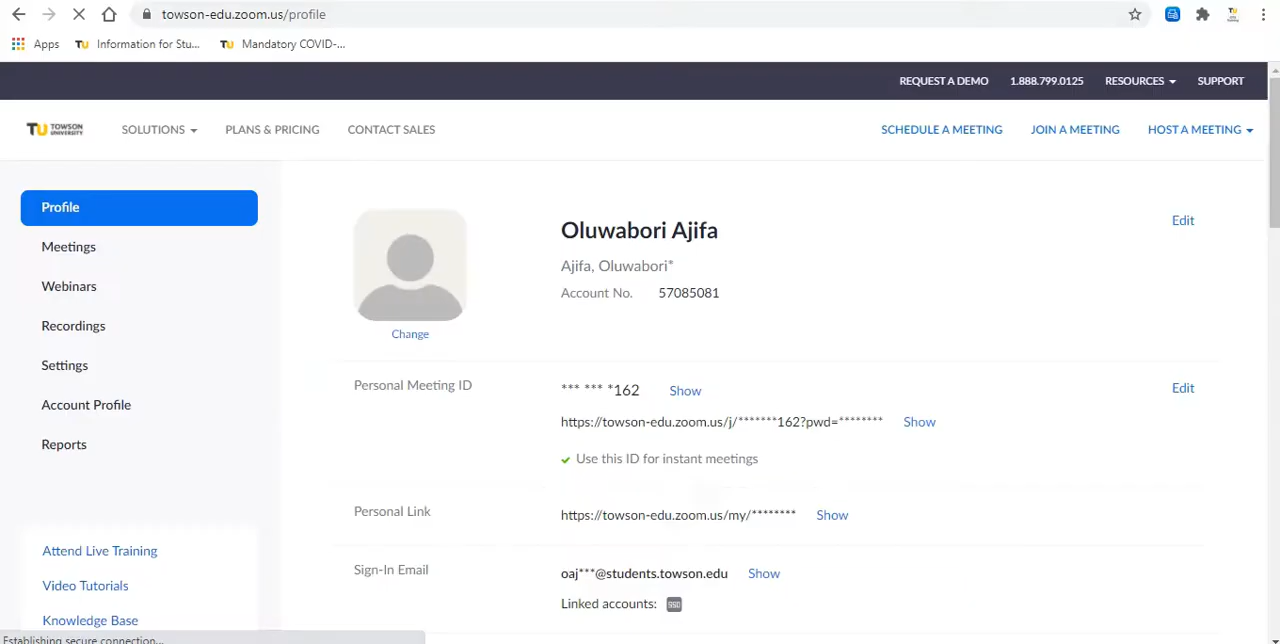 towson-edu.zoom.us/profile
Apps TU Information for Stu... TU Mandatory COVID-...
REQUEST A DEMO 1.888.799.0125 RESOURCES SUPPORT
TU TOWSON UNIVERSITY SOLUTIONS PLANS & PRICING CONTACT SALES SCHEDULE A MEETING JOIN A MEETING HOST A MEETING
Profile
Meetings
Webinars
Recordings
Settings
Account Profile
Reports
Attend Live Training
Video Tutorials
Knowledge Base
Change
Oluwabori Ajifa
Edit
Ajifa, Oluwabori*
Account No. 57085081
Personal Meeting ID *** *** *162 Show Edit
https://towson-edu.zoom.us/j/*******162?pwd=******** Show
Use this ID for instant meetings
Personal Link https://towson-edu.zoom.us/my/******** Show
Sign-In Email oaj***@students.towson.edu Show
Linked accounts: SSO
Establishing secure connection...